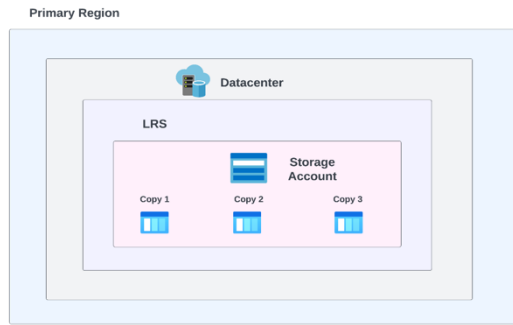 Primary Region
Datacenter
LRS
Storage
Account
Copy 1
Copy 2
Copy 3